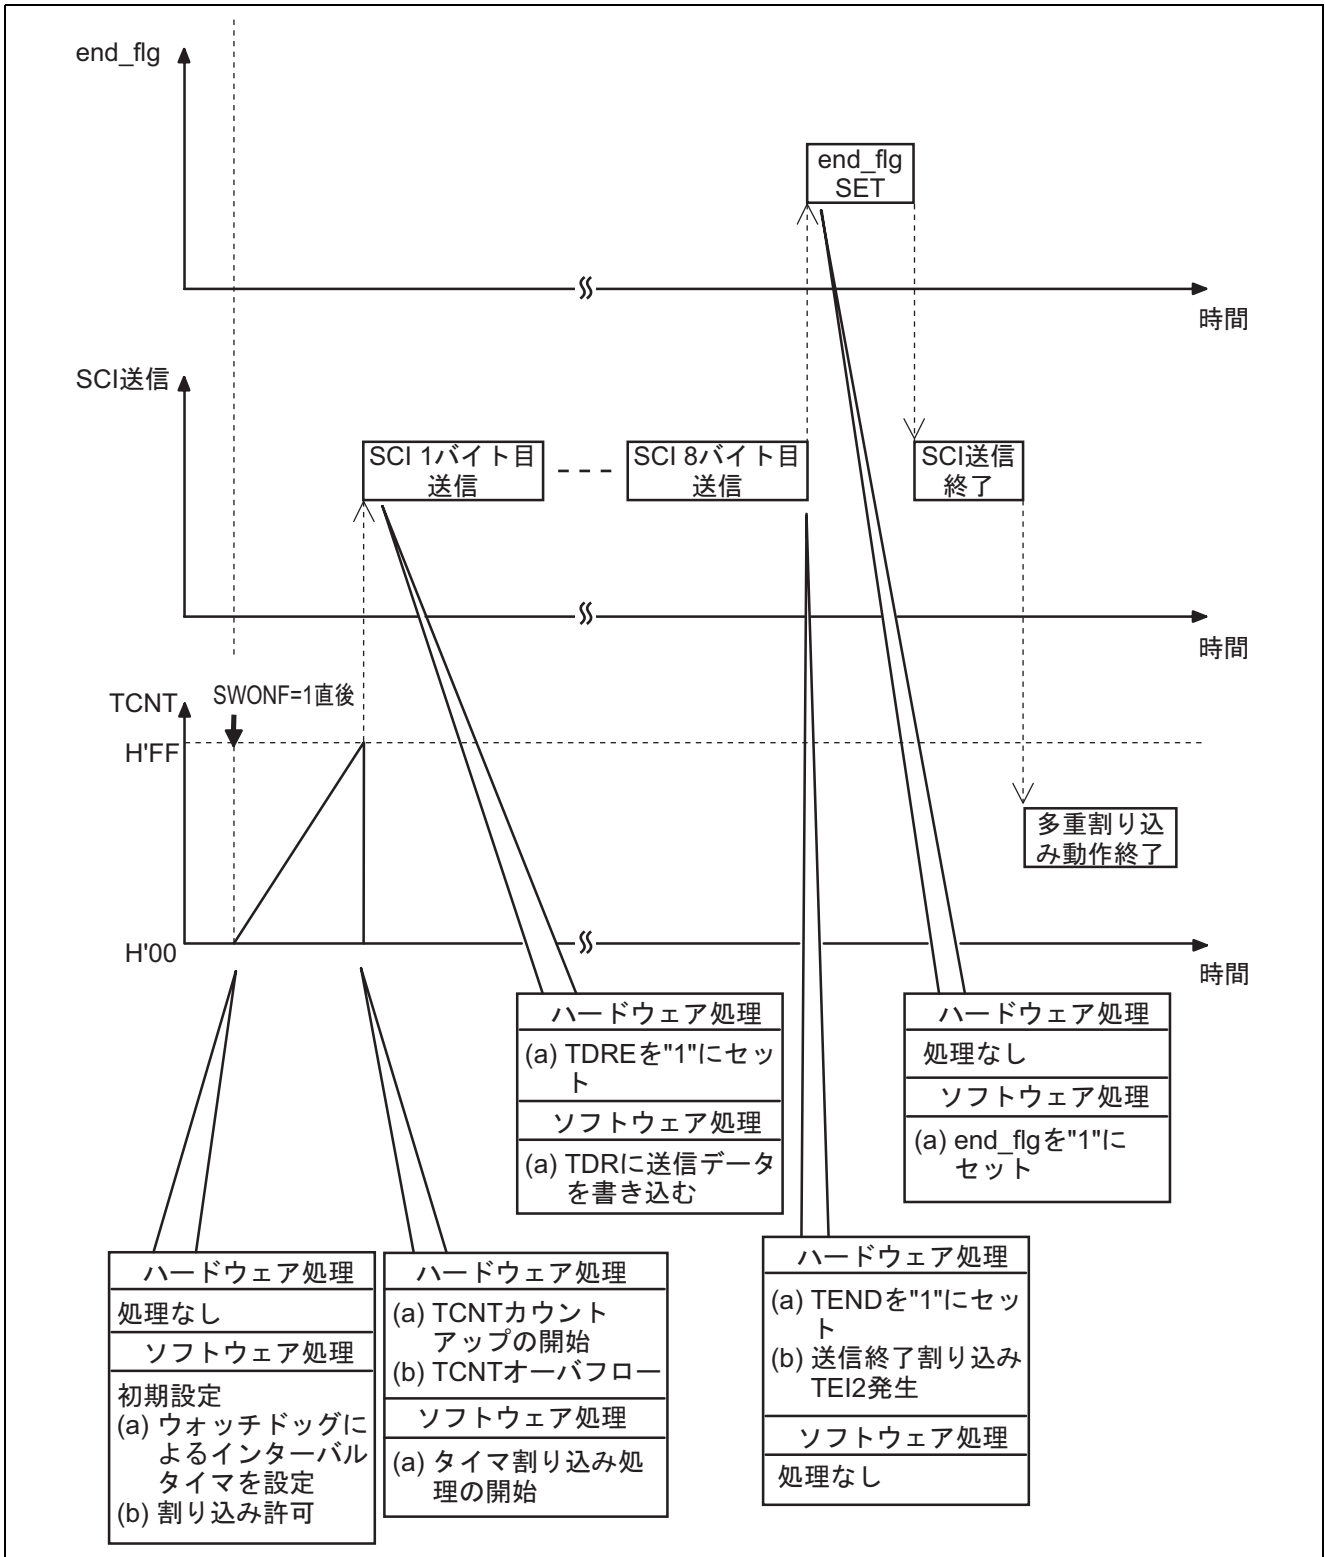 end_flg
end_flg
SET
時間
SCI送信
SCI 1バイト目
送信
SCI 8バイト目
送信
SCI送信
終了
時間
TCNT
SWONF=1直後
H'FF
多重割り込
み動作終了
H'00
時間
ハードウェア処理
(a) TDREを"1"にセッ
ト
ソフトウェア処理
(a) TDRに送信データ
を書き込む
ハードウェア処理
処理なし
ソフトウェア処理
(a) end_flgを"1"に
セット
ハードウェア処理
処理なし
ソフトウェア処理
初期設定
(a) ウォッチドッグに
よるインターバル
タイマを設定
(b) 割り込み許可
ハードウェア処理
(a) TCNTカウント
アップの開始
(b) TCNTオーバフロー
ソフトウェア処理
(a) タイマ割り込み処
理の開始
ハードウェア処理
(a) TENDを"1"にセッ
ト
(b) 送信終了割り込み
TEI2発生
ソフトウェア処理
処理なし